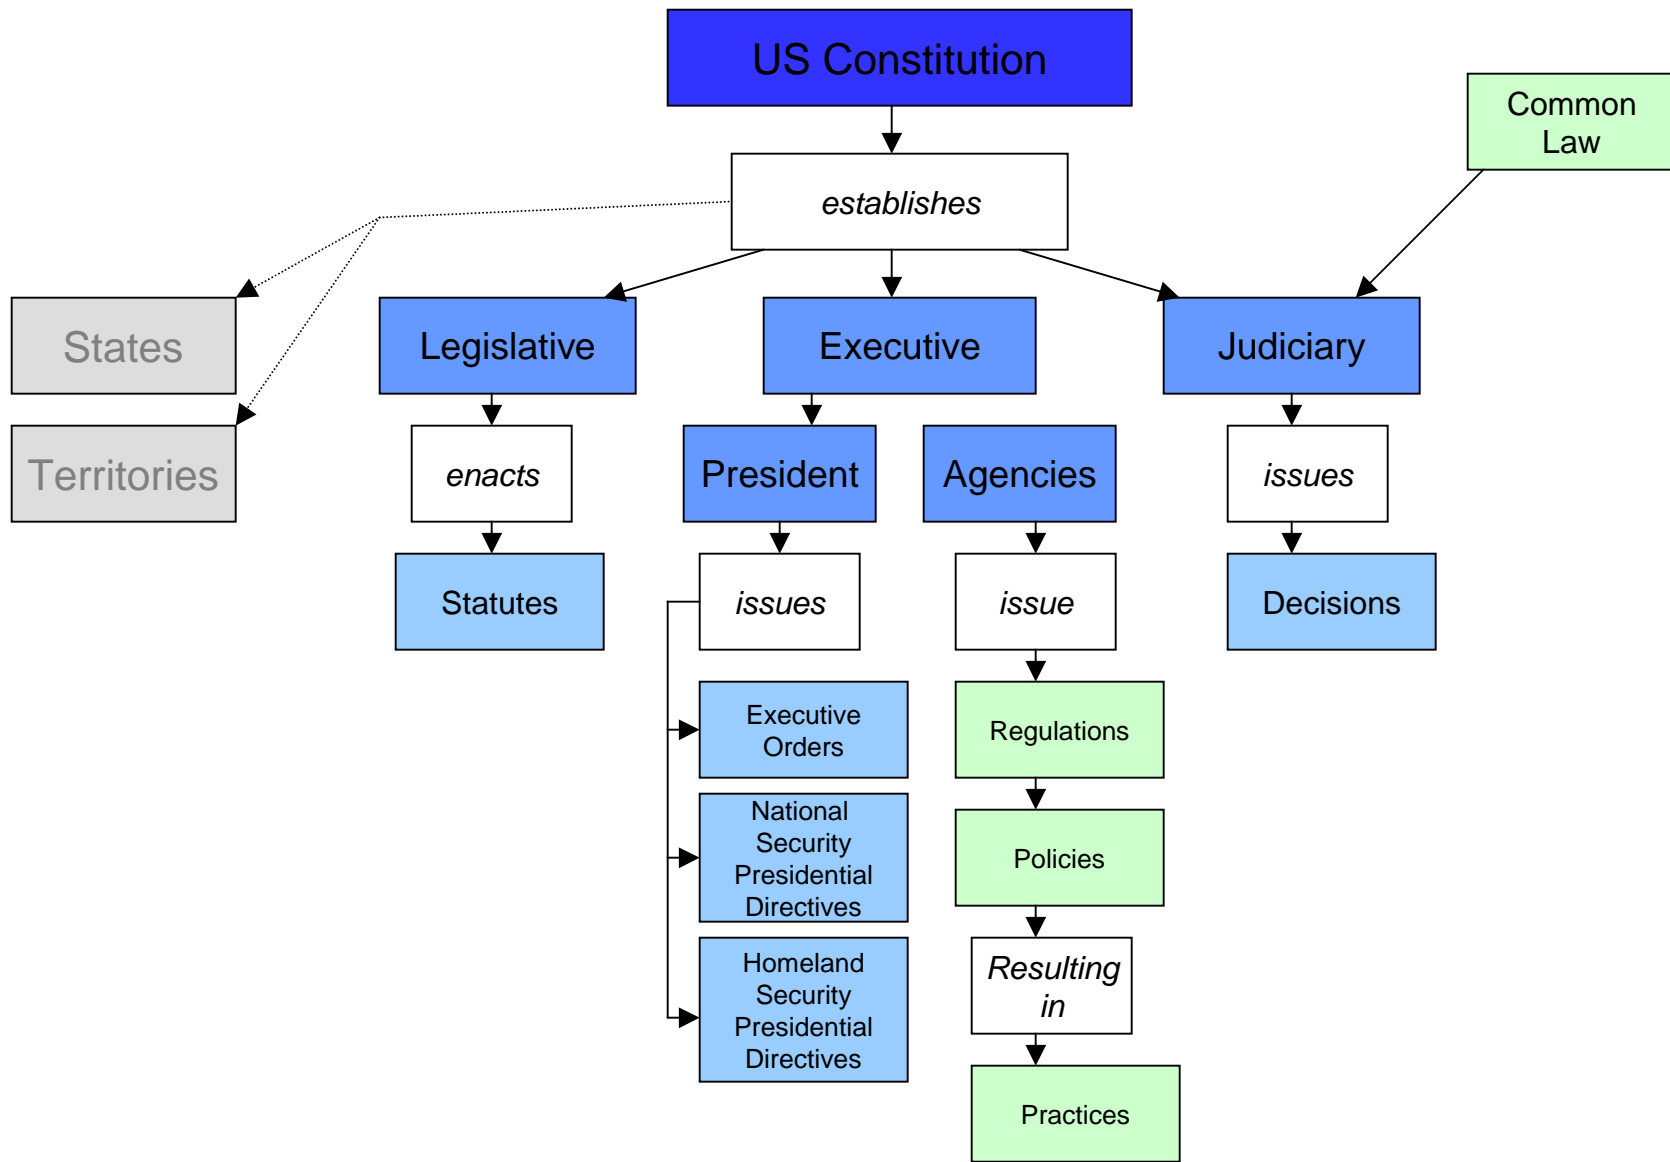 US Constitution
Common
Law
establishes
States
Legislative
Executive
Judiciary
Territories
enacts
President
Agencies
issues
Statutes
issues
issue
Decisions
Executive
Orders
Regulations
National
Security
Presidential
Directives
Policies
Homeland
Security
Presidential
Directives
Resulting
in
Practices